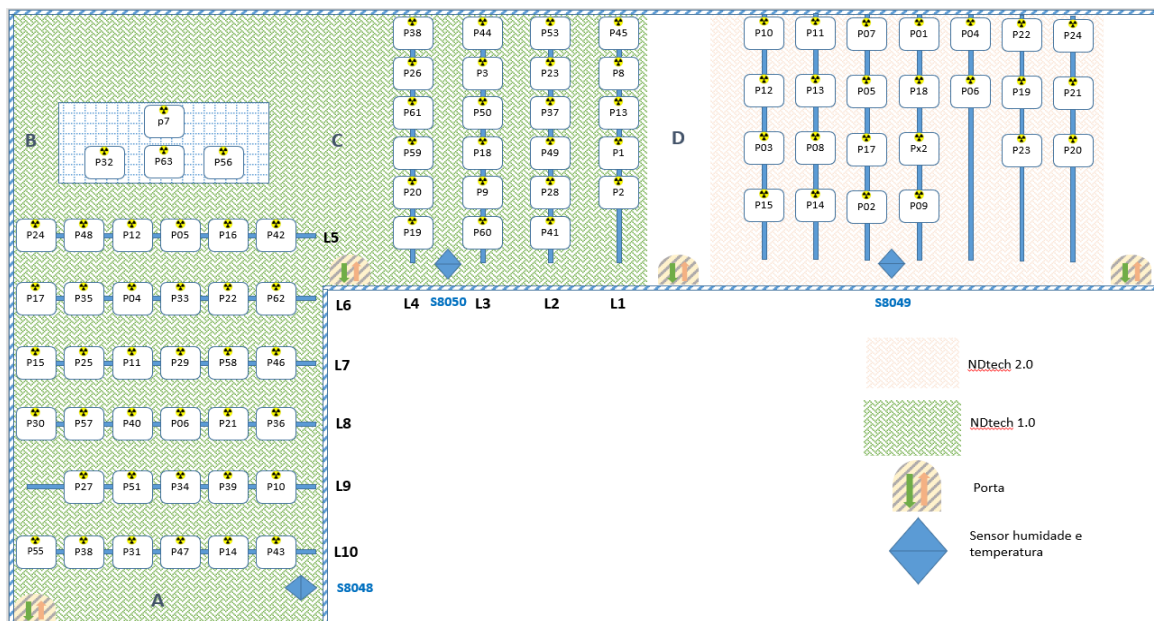 P38 P44 P53 P45 P10 P11 P07 P01 P04 P22 P24
P26 P3 P23 P8 P12 P13 P05 P18 P06 P19 P21
p7 P61 P50 P37 P13
B C D
P32 P63 P56 P59 P18 P49 P1 P03 P08 P17 Px2 P23 P20
P20 P9 P28 P2 P15 P14 P02 P09
P24 P48 P12 P05 P16 P42 L5 P19 P60 P41
P17 P35 P04 P33 P22 P62 L6 L4 S8050 L3 L2 L1 S8049
P15 P25 P11 P29 P58 P46 L7 NDtech 2.0
P30 P57 P40 P06 P21 P36 L8 NDtech 1.0
P27 P51 P34 P39 P10 L9 Porta
P55 P38 P31 P47 P14 P43 L10
Sensor humidade e
temperatura
S8048
A